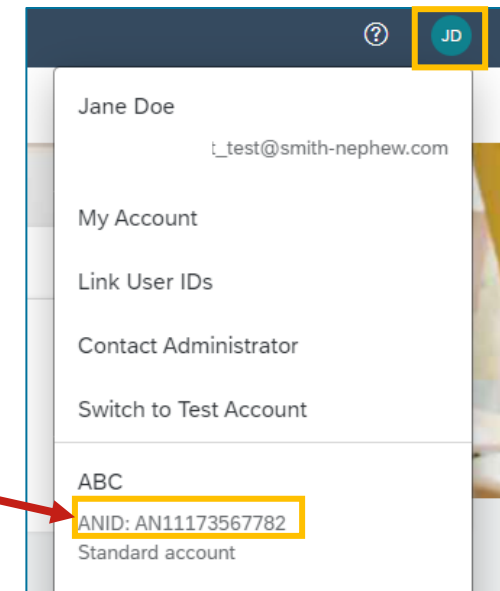 JD
Jane Doe
t_test@smith-nephew.com
My Account
Link User IDs
Contact Administrator
Switch to Test Account
ABC
ANID: AN11173567782
Standard account